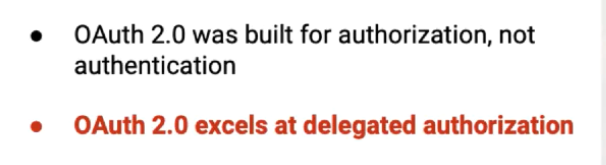 OAuth 2.0 was built for authorization, not
authentication
OAuth 2.0 excels at delegated authorization